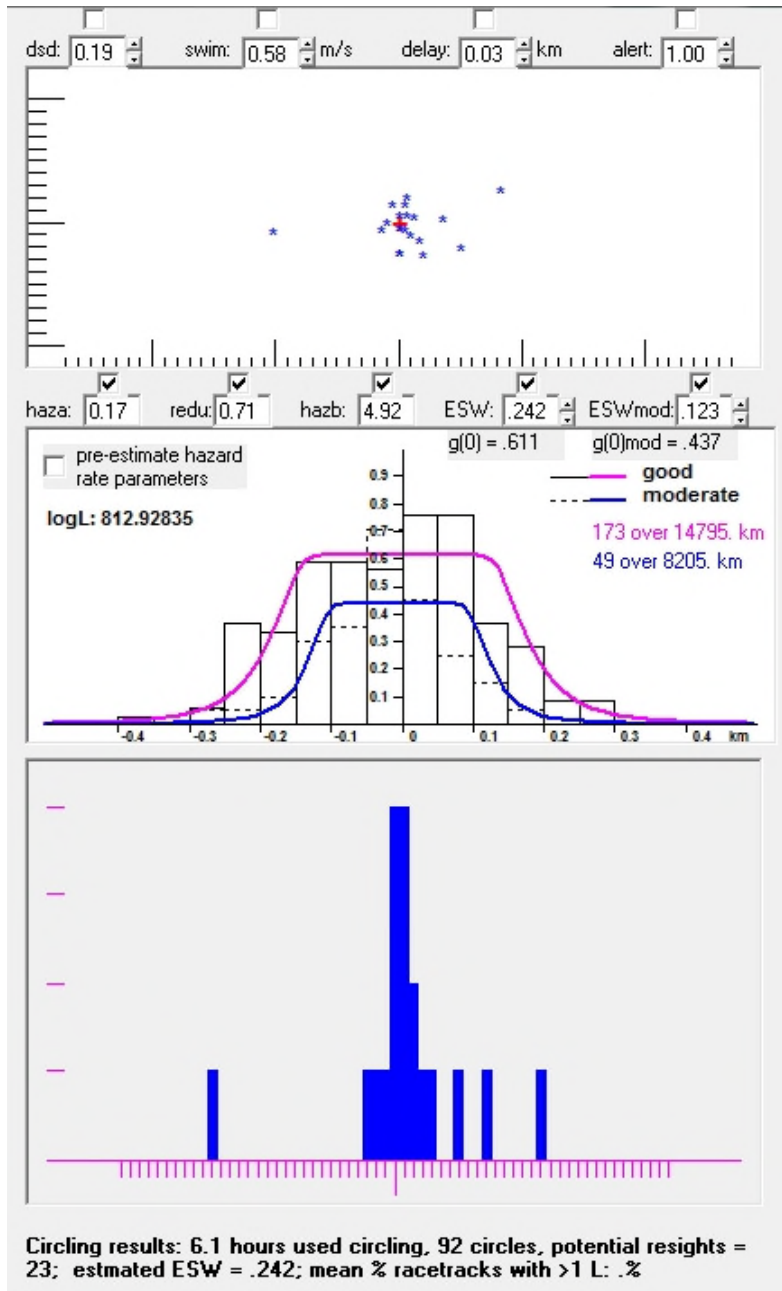 dsd: 0.19 swim: 0.58 m/s delay: 0.03 km alert: 1.00
haza: 0.17 redu: 0.71 hazb: 4.92 ESW: .242 ESWmod: .123
g(0) = .611 g(0)mod = .437
pre-estimate hazard
rate parameters
good
moderate
logL: 812.92835
173 over 14795. km
49 over 8205. km
0.9
0.8
0.7
0.6
0.5
0.4
0.3
0.2
0.1
-0.4 -0.3 -0.2 -0.1 0 0.1 0.2 0.3 0.4 km
Circling results: 6.1 hours used circling, 92 circles, potential resights =
23; estmated ESW = .242; mean % racetracks with >1 L: .%